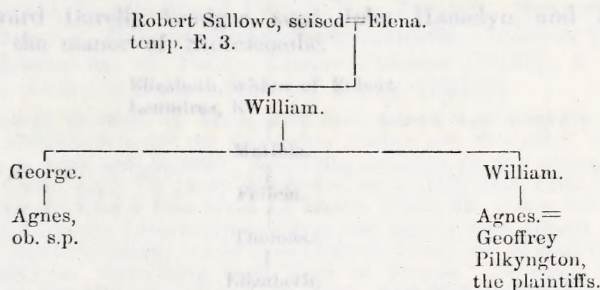 Robert Sallowe, seised=Elena.
temp. E. 3.
William.
George. William.
Agnes, Agnes.=
ob. s.p. Geoffrey
Pilkyngton,
the plaintiffs.